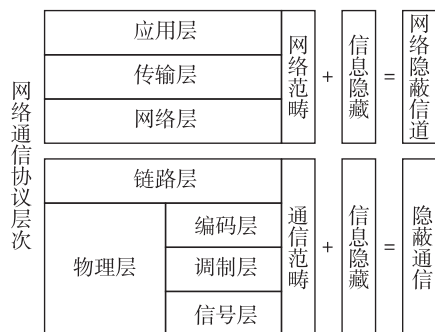 网络通信协议层次
应用层
传输层
网络层
网络范畴
+
信息隐藏
=
网络隐蔽信道
链路层
物理层
编码层
调制层
信号层
通信范畴
+
信息隐藏
=
隐蔽通信